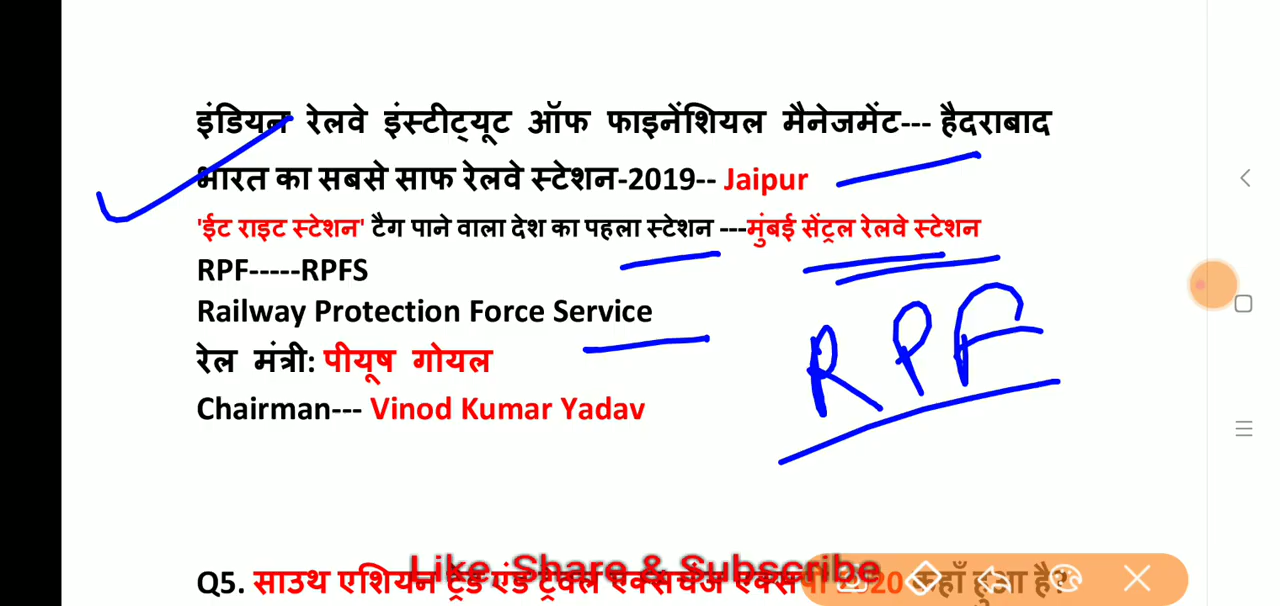 इंडियन रेलवे इंस्टीट्यूट ऑफ फाइनेंशियल मैनेजमेंट--- हैदराबाद
भारत का सबसे साफ रेलवे स्टेशन-2019-- Jaipur
'ईट राइट स्टेशन' टैग पाने वाला देश का पहला स्टेशन ---मुंबई सेंट्रल रेलवे स्टेशन
RPF-----RPFS
Railway Protection Force Service
RPF
रेल मंत्री: पीयूष गोयल
Chairman--- Vinod Kumar Yadav
Like, Share & Subscribe
Q5. साउथ एशियन ट्रेड एंड ट्रैवल एक्सचेंज एक्सपो 2020 कहाँ हुआ है?